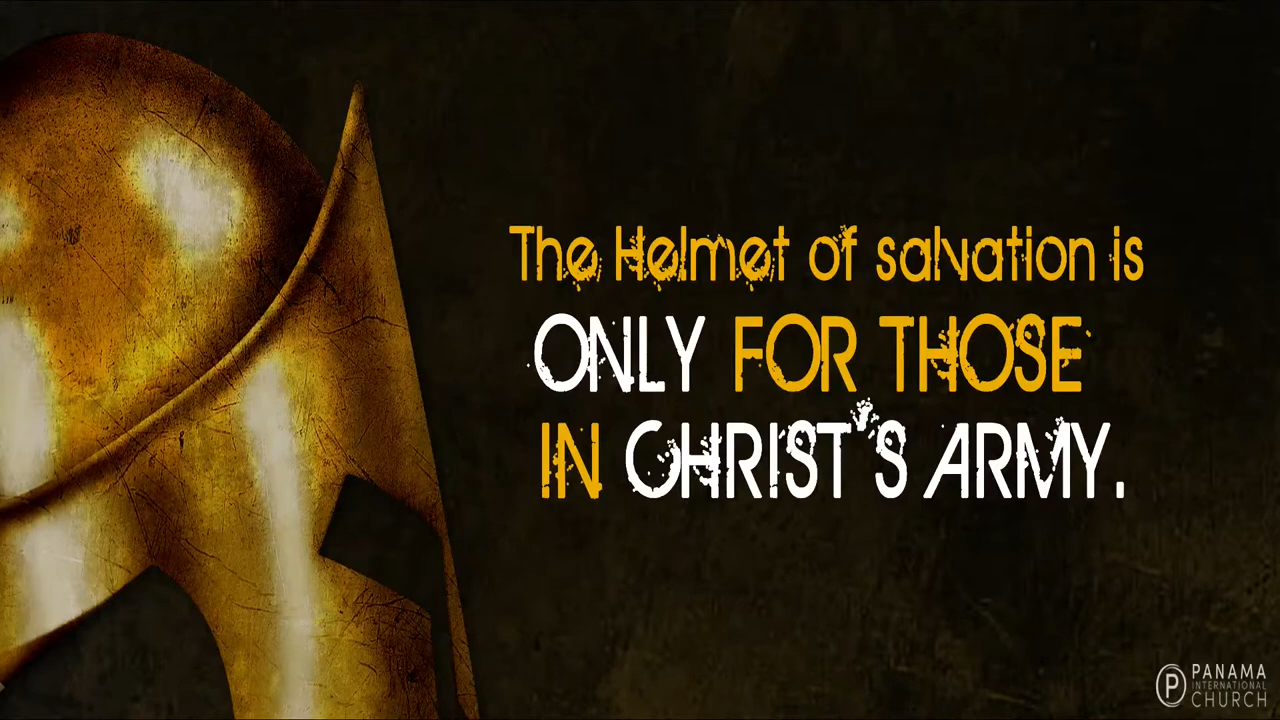 The Helmet of salvation is
ONLY FOR THOSE
IN CHRIST'S ARMY.
P PANAMA
INTERNATIONAL
CHURCH